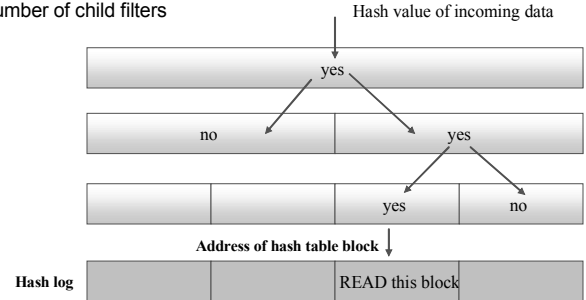 umber of child filters
Hash value of incoming data
yes
no
yes
yes
no
Address of hash table block
Hash log
READ this block